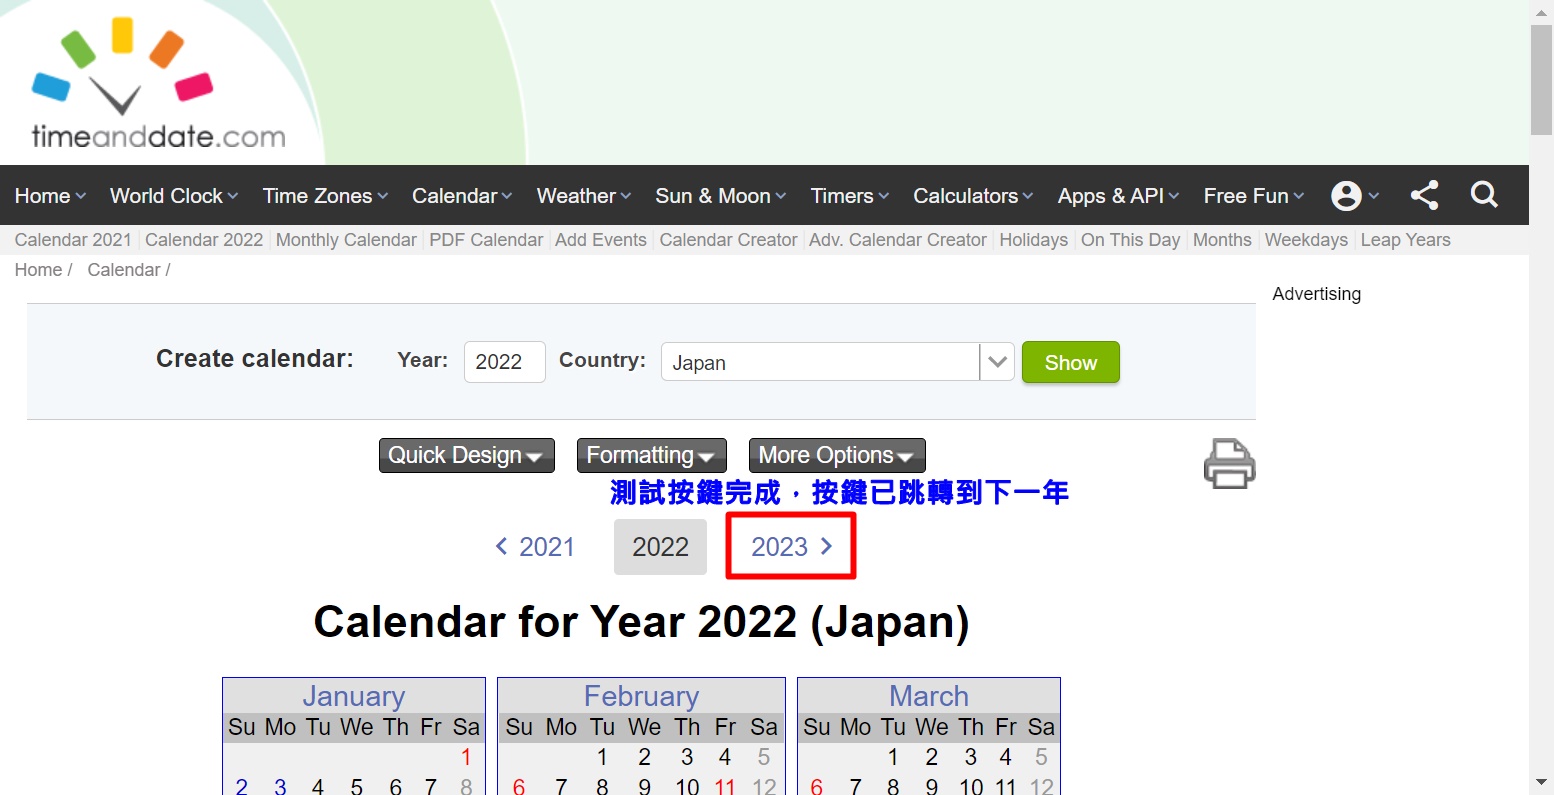 timeanddate.com
Home World Clock Time Zones Calendar Weather Sun & Moon Timers Calculators Apps & API Free Fun
Calendar 2021 Calendar 2022 Monthly Calendar PDF Calendar Add Events Calendar Creator Adv. Calendar Creator Holidays On This Day Months Weekdays Leap Years
Home / Calendar /
Advertising
Create calendar: Year: 2022 Country: Japan Show
Quick Design Formatting More Options
測試按鍵完成，按鍵已跳轉到下一年
2021 2022 2023
Calendar for Year 2022 (Japan)
January February March
Su Mo Tu We Th Fr Sa Su Mo Tu We Th Fr Sa Su Mo Tu We Th Fr Sa
1 1 2 3 4 5 1 2 3 4 5
2 3 4 5 6 7 8 6 7 8 9 10 11 12 6 7 8 9 10 11 12